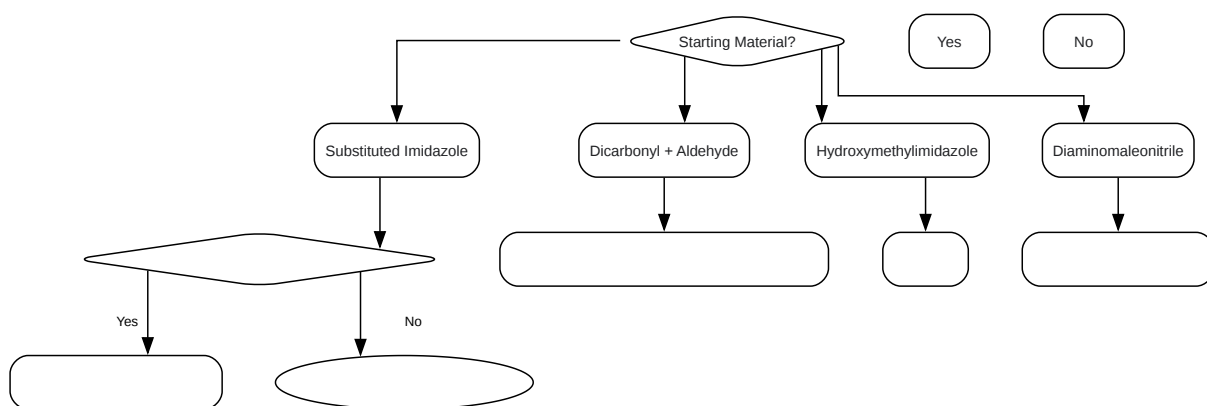 Starting Material?
Yes
No
Substituted Imidazole
Dicarbonyl + Aldehyde
Hydroxymethylimidazole
Diaminomaleonitrile
Yes
No